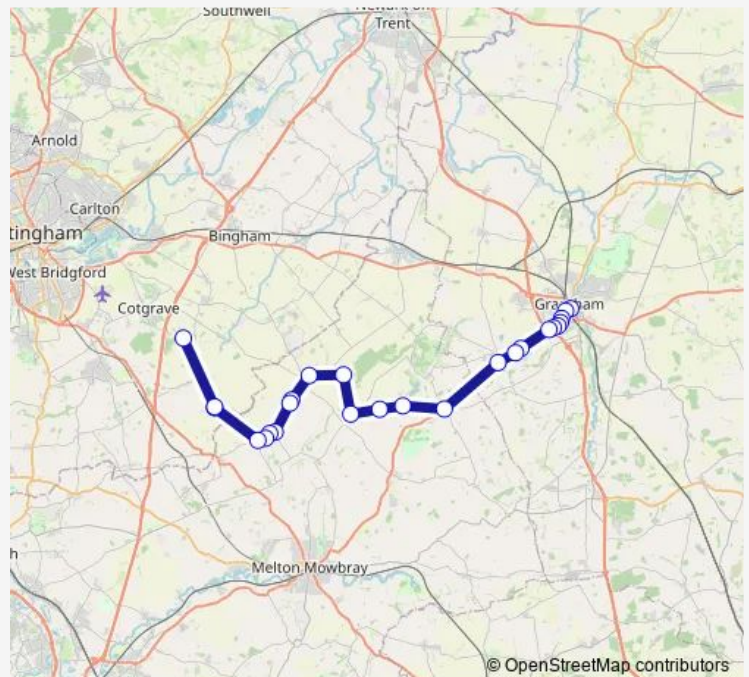 Southwell
Trent
Arnold
Carlton
tingham
Bingham
West Bridgford
Cotgrave
Grantham
Melton Mowbray
© OpenStreetMap contributors